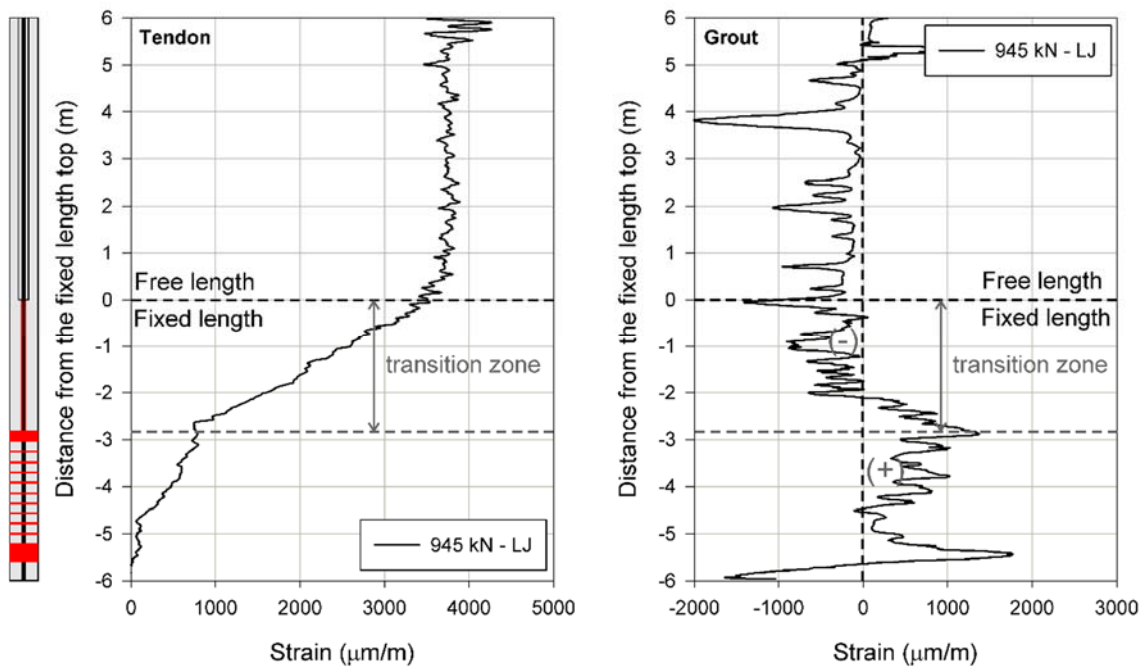 Tendon
Distance from the fixed length top (m)
6
5
4
3
2
1
0
-1
-2
-3
-4
-5
-6
Free length
Fixed length
transition zone
945 kN - LJ
0
1000
2000
3000
4000
5000
Strain (μm/m)
Grout
945 kN - LJ
Distance from the fixed length top (m)
6
5
4
3
2
1
0
-1
-2
-3
-4
-5
-6
Free length
Fixed length
(-)
transition zone
(+)
-2000
-1000
0
1000
2000
3000
Strain (μm/m)